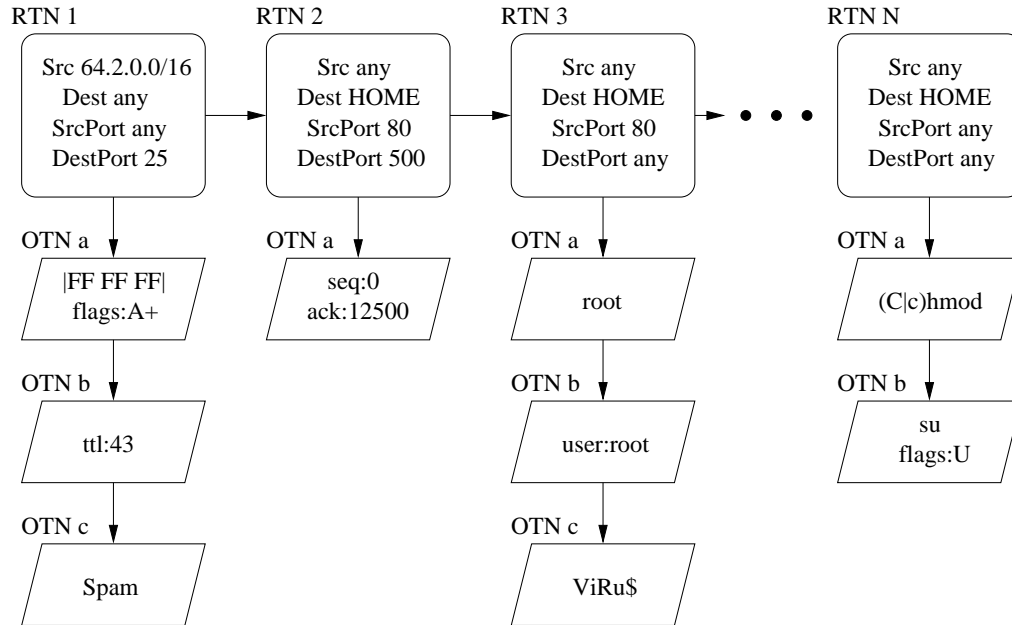 RTN 1
Src 64.2.0.0/16
Dest any
SrcPort any
DestPort 25
OTN a
|FF FF FF|
flags:A+
OTN b
ttl:43
OTN c
Spam
RTN 2
Src any
Dest HOME
SrcPort 80
DestPort 500
OTN a
seq:0
ack:12500
RTN 3
Src any
Dest HOME
SrcPort 80
DestPort any
OTN a
root
OTN b
user:root
OTN c
ViRu$
RTN N
Src any
Dest HOME
SrcPort any
DestPort any
OTN a
(C|c)hmod
OTN b
su
flags:U